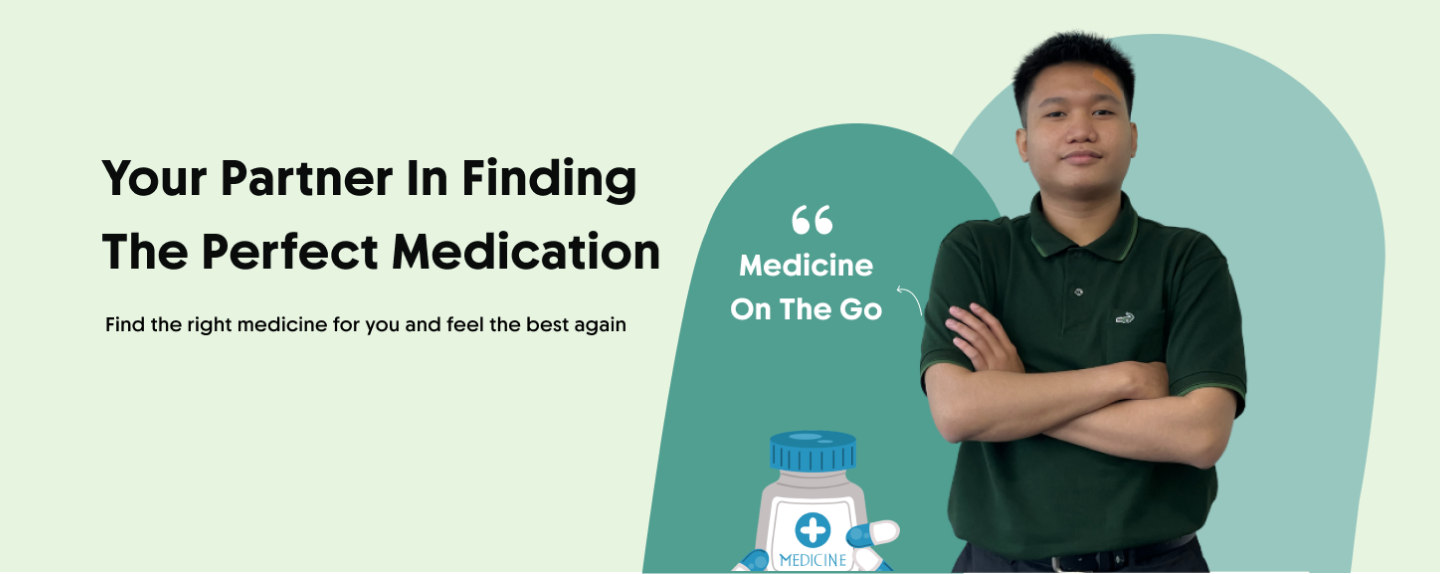 Your Partner In Finding
The Perfect Medication
Find the right medicine for you and feel the best again
“
Medicine
On The Go
MEDICINE